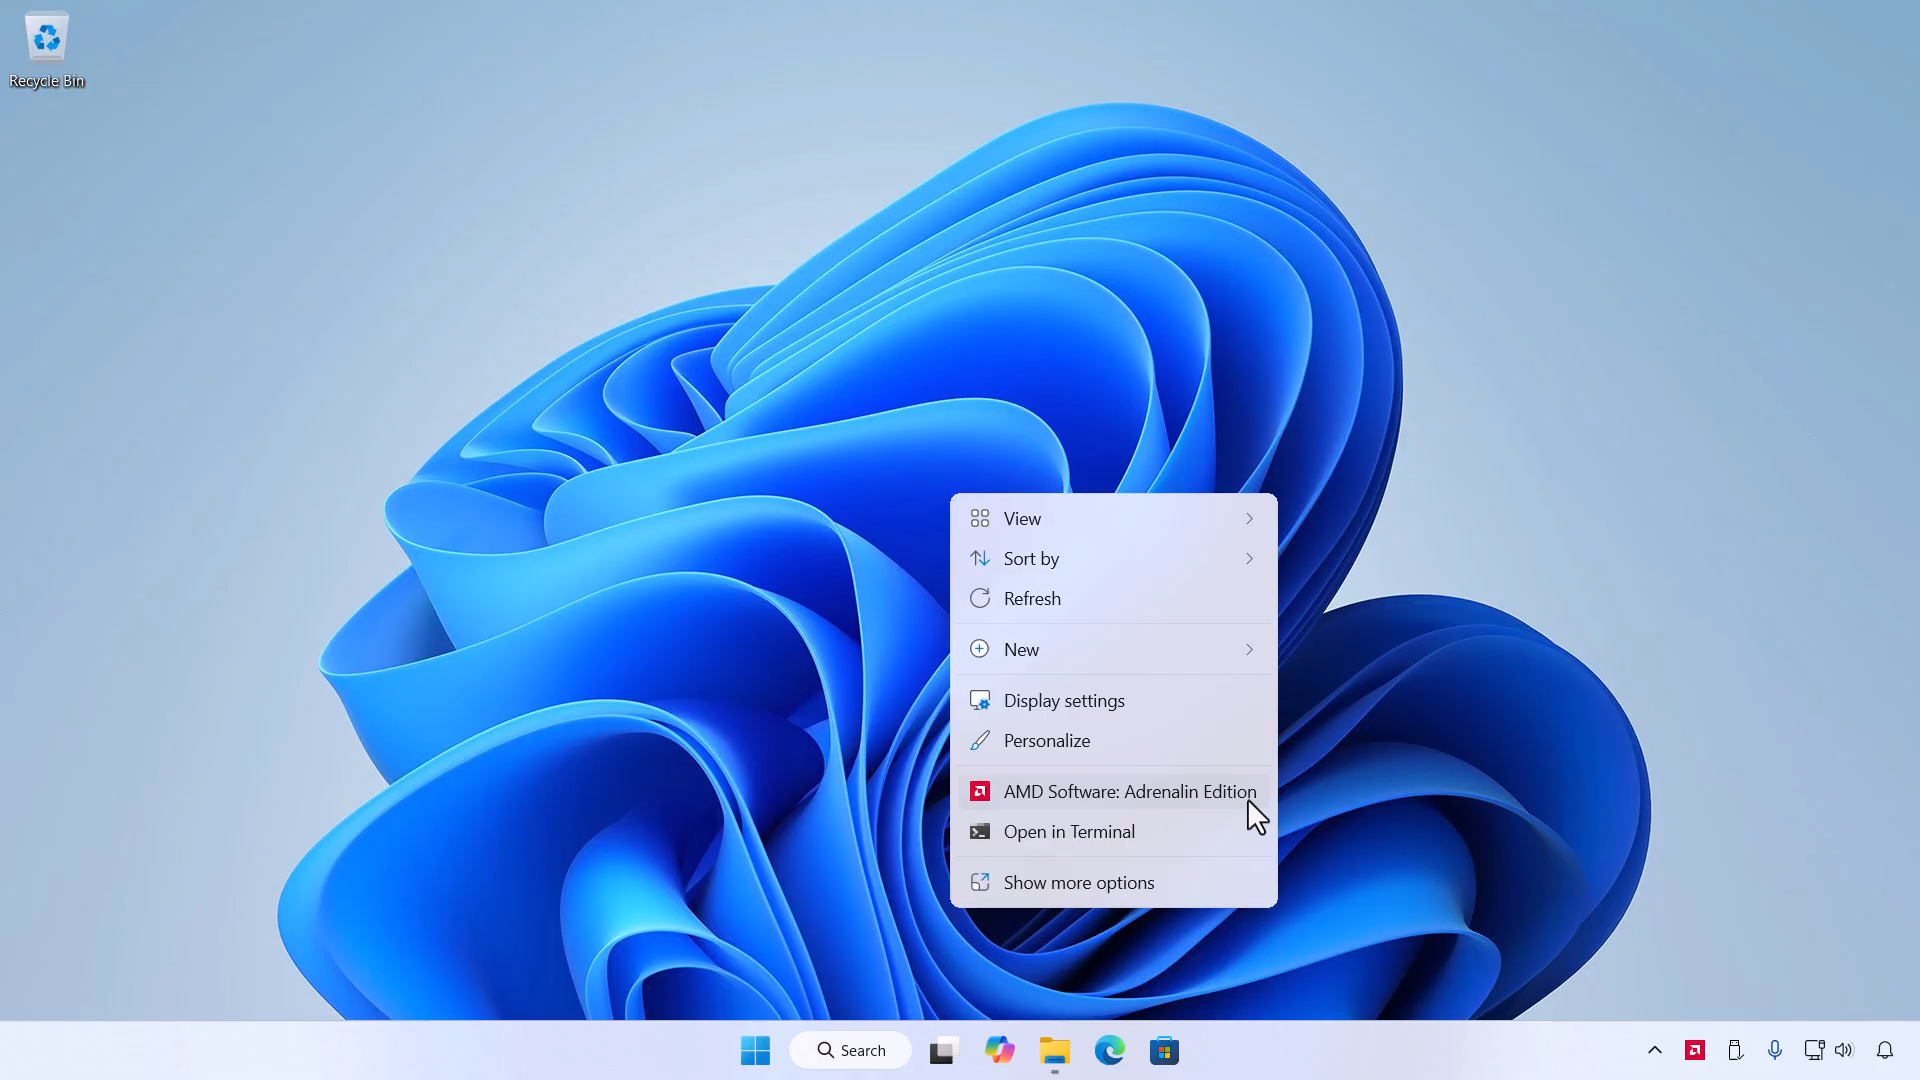 Recycle Bin
View
Sort by
Refresh
New
Display settings
Personalize
AMD Software: Adrenalin Edition
Open in Terminal
Show more options
Search